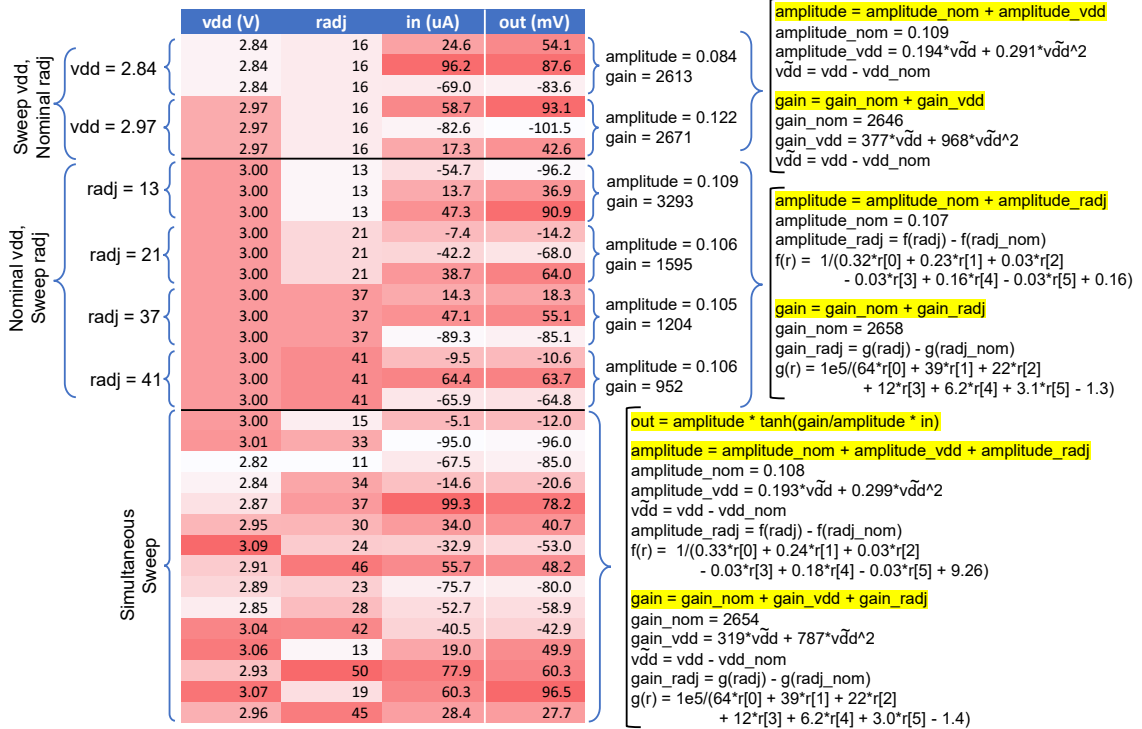 vdd (V) radj in (uA) out (mV)
2.84 16 24.6 54.1
2.84 16 96.2 87.6
2.84 16 -69.0 -83.6
2.97 16 58.7 93.1
2.97 16 -82.6 -101.5
2.97 16 17.3 42.6
3.00 13 -54.7 -96.2
3.00 13 13.7 36.9
3.00 13 47.3 90.9
3.00 21 -7.4 -14.2
3.00 21 -42.2 -68.0
3.00 21 38.7 64.0
3.00 37 14.3 18.3
3.00 37 47.1 55.1
3.00 37 -89.3 -85.1
3.00 41 -9.5 -10.6
3.00 41 64.4 63.7
3.00 41 -65.9 -64.8
3.00 15 -5.1 -12.0
3.01 33 -95.0 -96.0
2.82 11 -67.5 -85.0
2.84 34 -14.6 -20.6
2.87 37 99.3 78.2
2.95 30 34.0 40.7
3.09 24 -32.9 -53.0
2.91 46 55.7 48.2
2.89 23 -75.7 -80.0
2.85 28 -52.7 -58.9
3.04 42 -40.5 -42.9
3.06 13 19.0 49.9
2.93 50 77.9 60.3
3.07 19 60.3 96.5
2.96 45 28.4 27.7
Sweep vdd,
Nominal radj
vdd = 2.84
vdd = 2.97
Nominal vdd,
Sweep radj
radj = 13
radj = 21
radj = 37
radj = 41
Simultaneous
Sweep
amplitude = 0.084
gain = 2613
amplitude = 0.122
gain = 2671
amplitude = 0.109
gain = 3293
amplitude = 0.106
gain = 1595
amplitude = 0.105
gain = 1204
amplitude = 0.106
gain = 952
amplitude = amplitude_nom + amplitude_vdd
amplitude_nom = 0.109
amplitude_vdd = 0.194*vd̃d + 0.291*vd̃d^2
vd̃d = vdd - vdd_nom
gain = gain_nom + gain_vdd
gain_nom = 2646
gain_vdd = 377*vd̃d + 968*vd̃d^2
vd̃d = vdd - vdd_nom
amplitude = amplitude_nom + amplitude_radj
amplitude_nom = 0.107
amplitude_radj = f(radj) - f(radj_nom)
f(r) = 1/(0.32*r[0] + 0.23*r[1] + 0.03*r[2]
- 0.03*r[3] + 0.16*r[4] - 0.03*r[5] + 0.16)
gain = gain_nom + gain_radj
gain_nom = 2658
gain_radj = g(radj) - g(radj_nom)
g(r) = 1e5/(64*r[0] + 39*r[1] + 22*r[2]
+ 12*r[3] + 6.2*r[4] + 3.1*r[5] - 1.3)
out = amplitude * tanh(gain/amplitude * in)
amplitude = amplitude_nom + amplitude_vdd + amplitude_radj
amplitude_nom = 0.108
amplitude_vdd = 0.193*vd̃d + 0.299*vd̃d^2
vd̃d = vdd - vdd_nom
amplitude_radj = f(radj) - f(radj_nom)
f(r) = 1/(0.33*r[0] + 0.24*r[1] + 0.03*r[2]
- 0.03*r[3] + 0.18*r[4] - 0.03*r[5] + 9.26)
gain = gain_nom + gain_vdd + gain_radj
gain_nom = 2654
gain_vdd = 319*vd̃d + 787*vd̃d^2
vd̃d = vdd - vdd_nom
gain_radj = g(radj) - g(radj_nom)
g(r) = 1e5/(64*r[0] + 39*r[1] + 22*r[2]
+ 12*r[3] + 6.2*r[4] + 3.0*r[5] - 1.4)